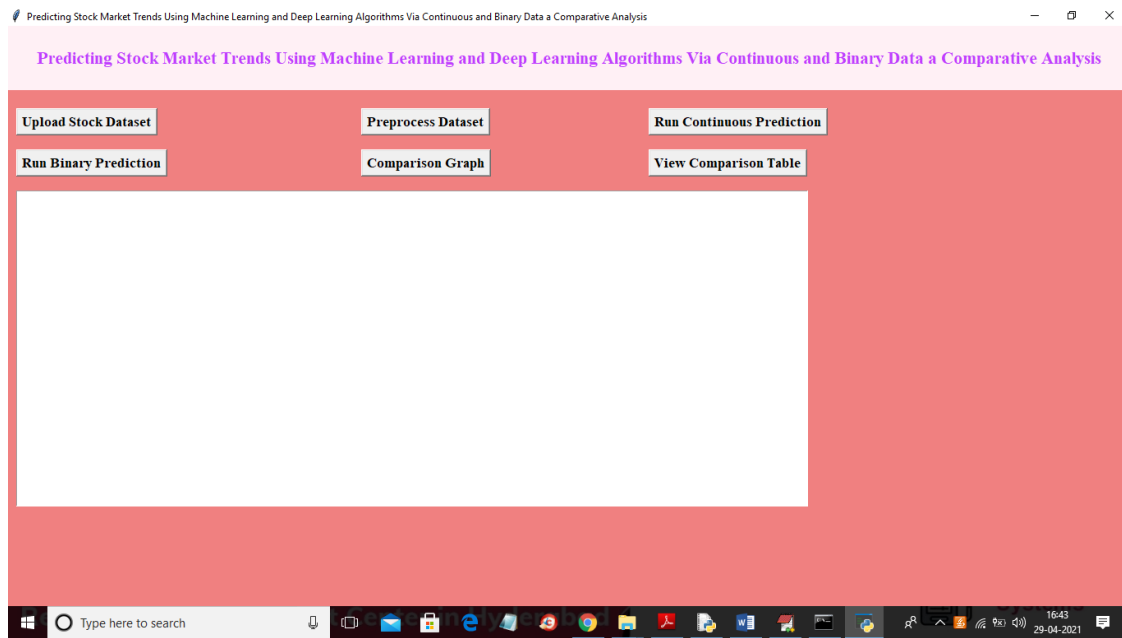 Predicting Stock Market Trends Using Machine Learning and Deep Learning Algorithms Via Continuous and Binary Data a Comparative Analysis
Predicting Stock Market Trends Using Machine Learning and Deep Learning Algorithms Via Continuous and Binary Data a Comparative Analysis
Upload Stock Dataset
Preprocess Dataset
Run Continuous Prediction
Run Binary Prediction
Comparison Graph
View Comparison Table
Type here to search
16:43
29-04-2021